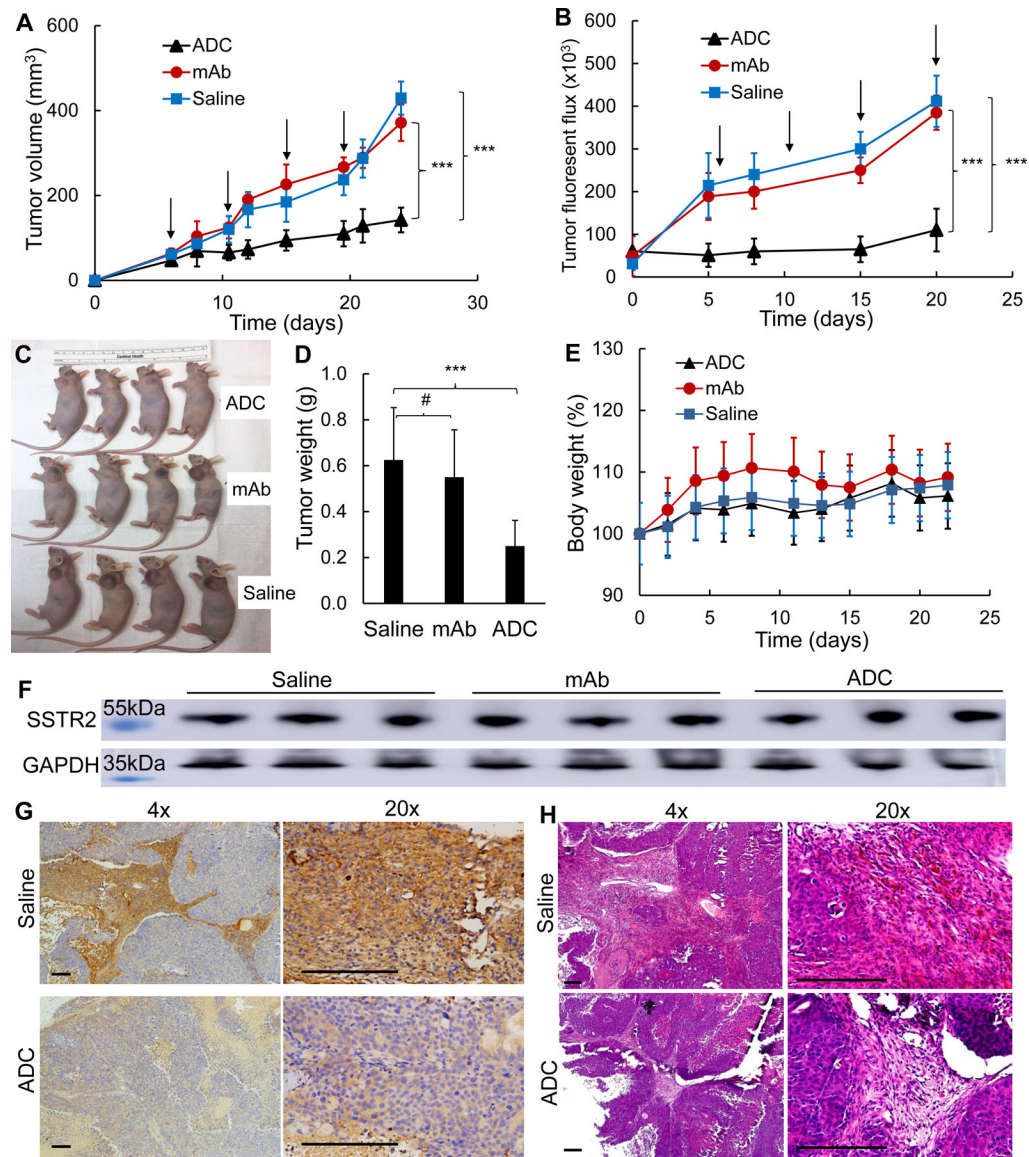 A
Tumor volume (mm³)
600
400
200
0
0
10
20
30
Time (days)
ADC
mAb
Saline
***
***
B
Tumor fluoresent flux (x10³)
600
500
400
300
200
100
0
0
5
10
15
20
25
Time (days)
ADC
mAb
Saline
***
***
C
Cardinal Health
ADC
mAb
Saline
D
Tumor weight (g)
1.0
0.8
0.6
0.4
0.2
0.0
***
#
Saline mAb ADC
E
Body weight (%)
130
120
110
100
90
0
5
10
15
20
25
Time (days)
ADC
mAb
Saline
F
Saline mAb ADC
SSTR2 55kDa
GAPDH 35kDa
G
4x 20x
Saline
ADC
H
4x 20x
Saline
ADC